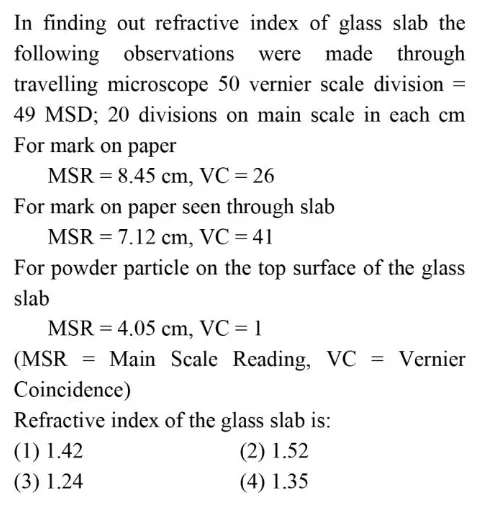 In finding out refractive index of glass slab the
following observations were made through
travelling microscope 50 vernier scale division =
49 MSD; 20 divisions on main scale in each cm
For mark on paper
MSR = 8.45 cm, VC = 26
For mark on paper seen through slab
MSR = 7.12 cm, VC = 41
For powder particle on the top surface of the glass
slab
MSR = 4.05 cm, VC = 1
(MSR = Main Scale Reading, VC = Vernier
Coincidence)
Refractive index of the glass slab is:
(1) 1.42 (2) 1.52
(3) 1.24 (4) 1.35